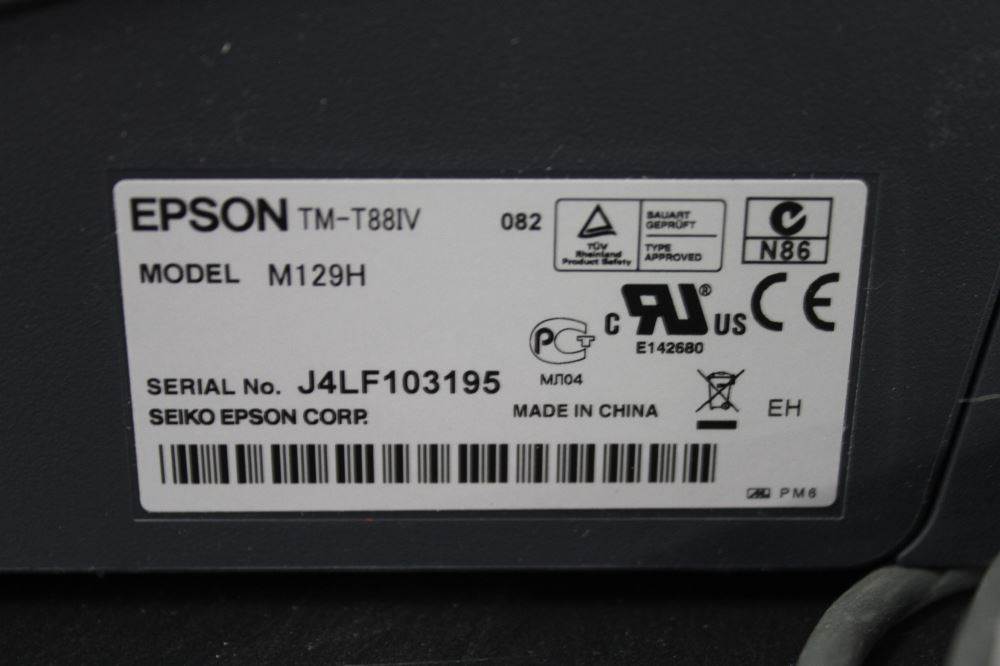 EPSON TM-T88IV 082
TÜV
Rheinland
Product Safety
BAUART
GEPRÜFT
TYPE
APPROVED
N86
MODEL M129H
C RU® US CE
E142680
PCT
МЛ04
SERIAL No. J4LF103195
SEIKO EPSON CORP.
MADE IN CHINA
EH
PM6